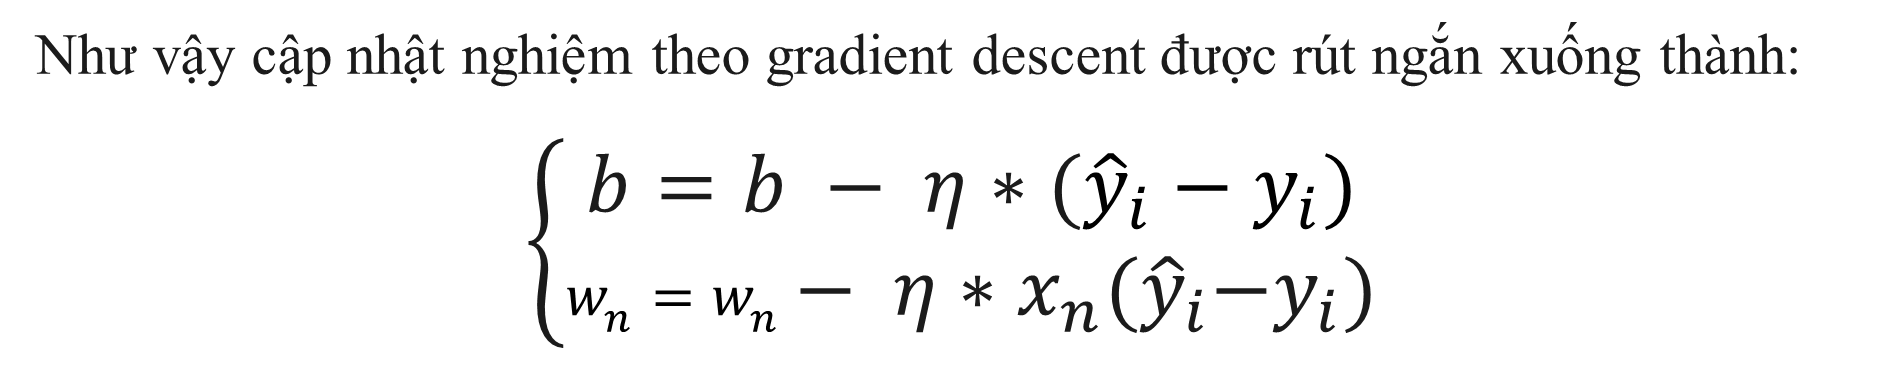 Như vậy cập nhật nghiệm theo gradient descent được rút ngắn xuống thành:
b = b − η * (ŷᵢ − yᵢ)
wₙ = wₙ − η * xₙ(ŷᵢ−yᵢ)